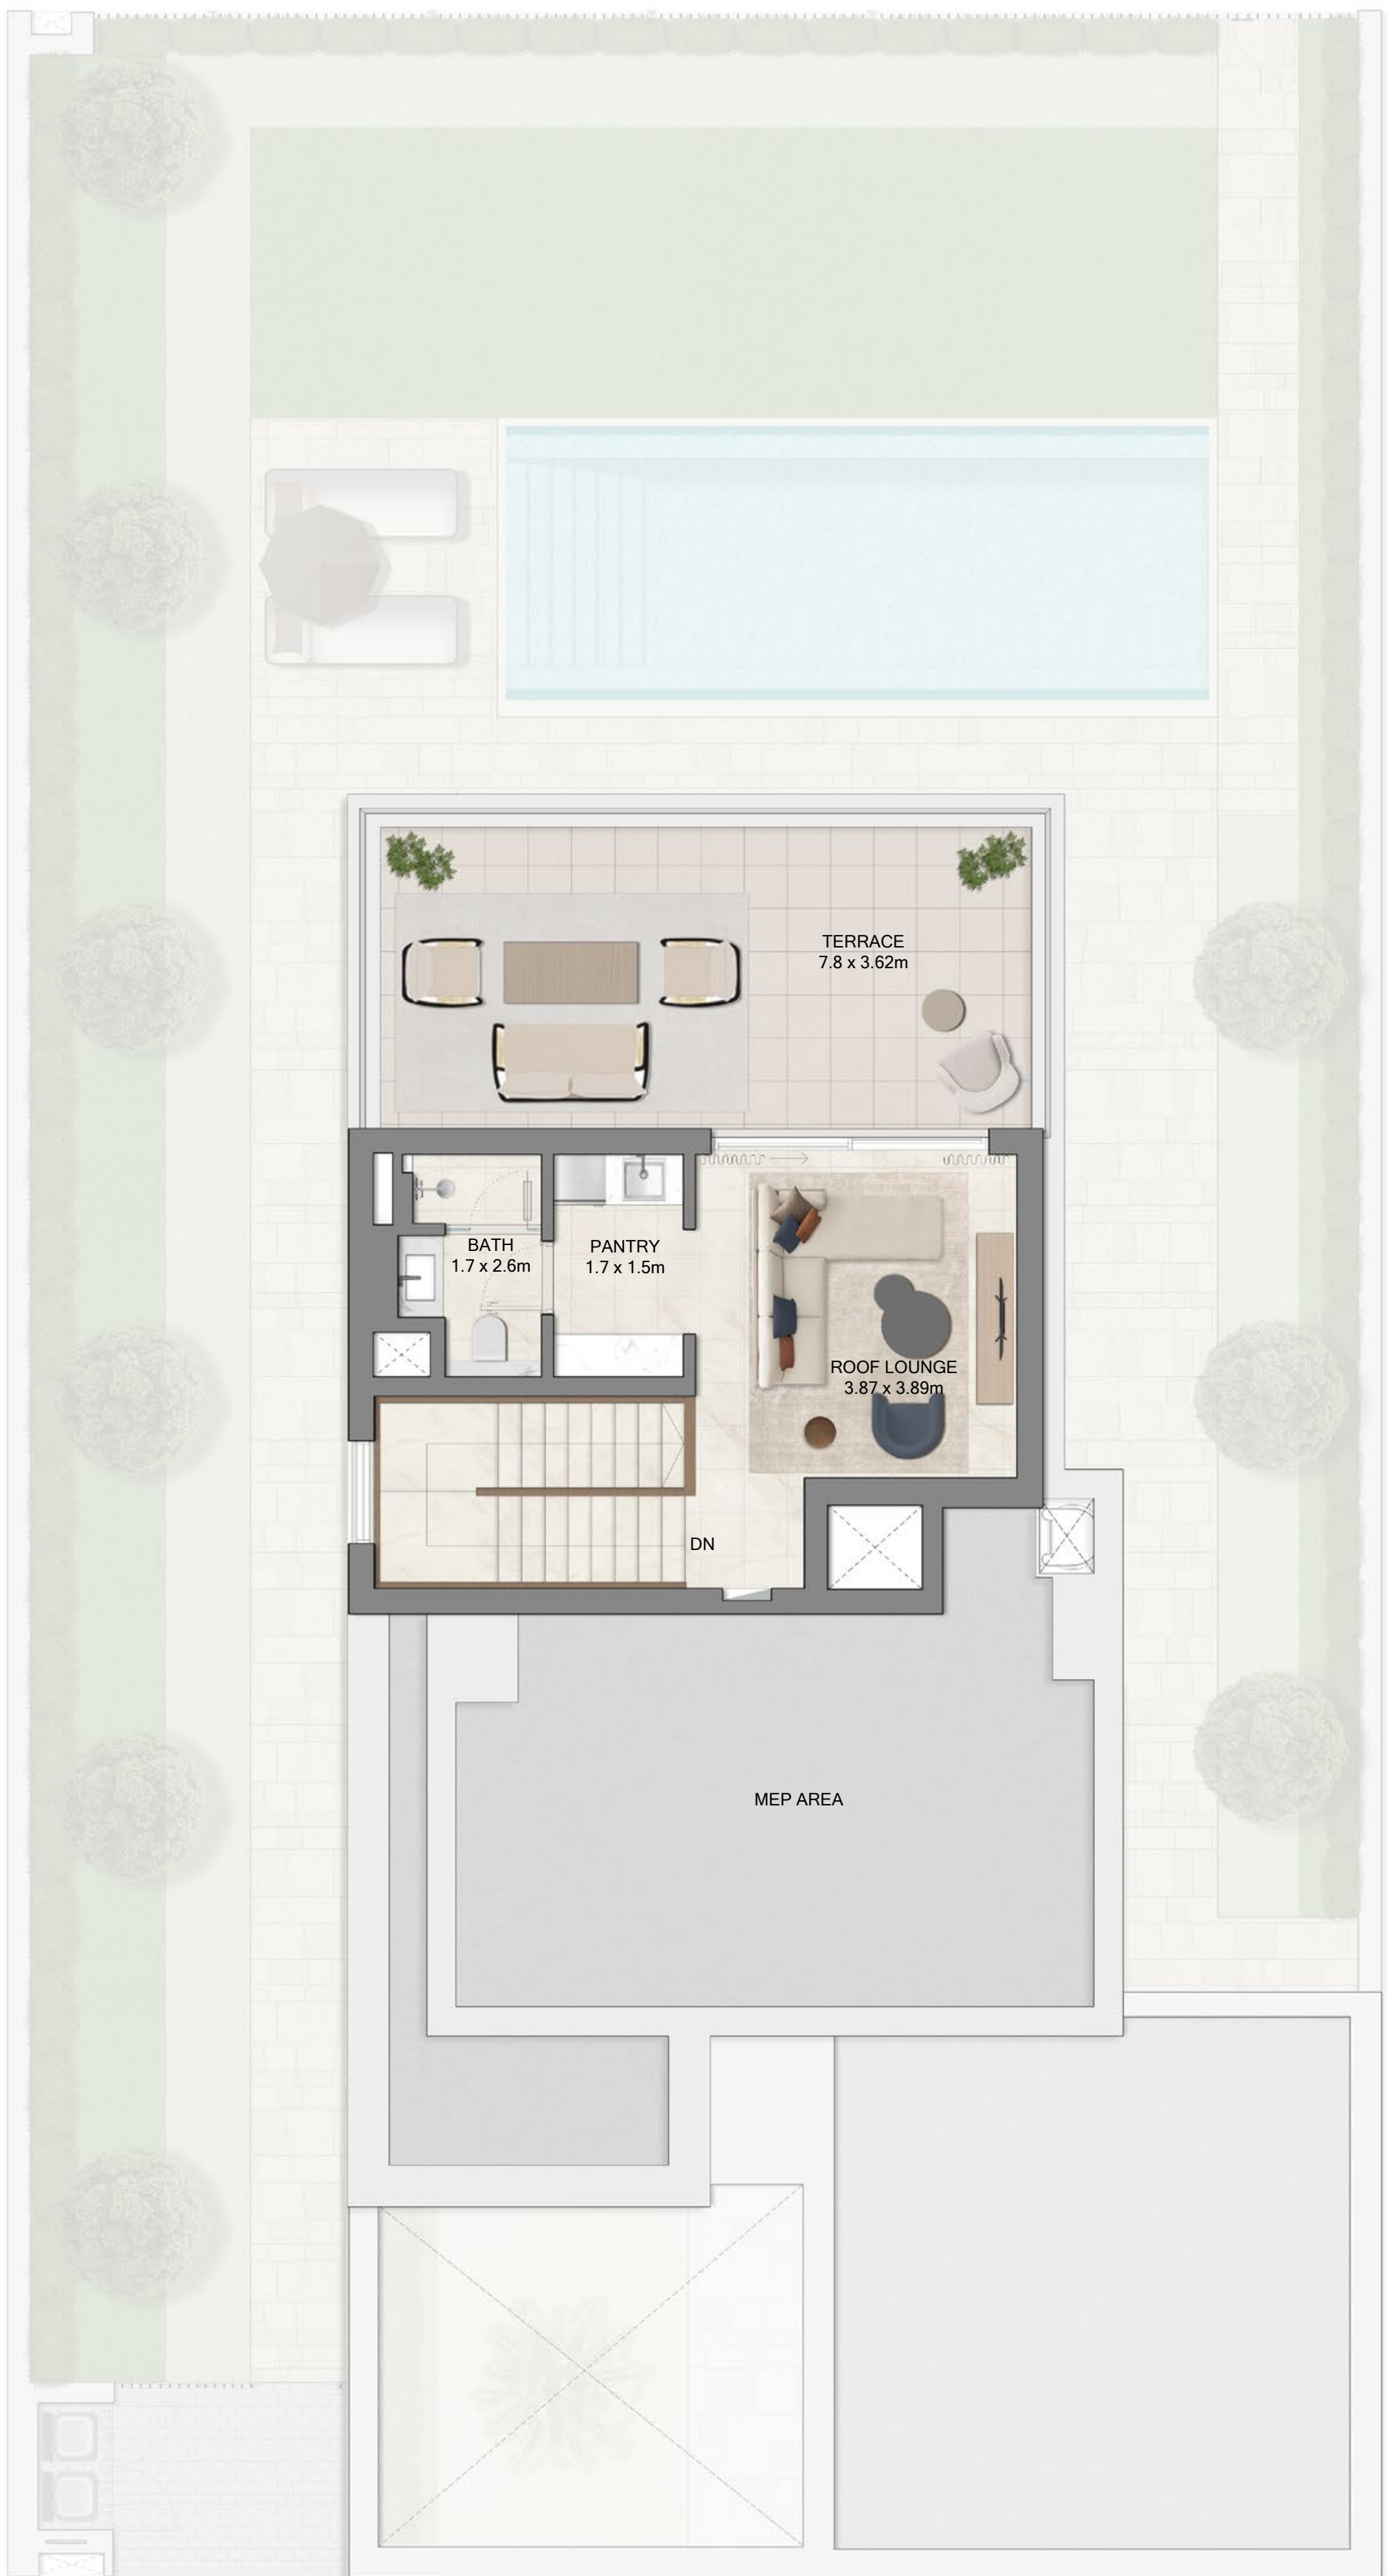 TERRACE
7.8 x 3.62m
BATH
1.7 x 2.6m
PANTRY
1.7 x 1.5m
ROOF LOUNGE
3.87 x 3.89m
DN
MEP AREA